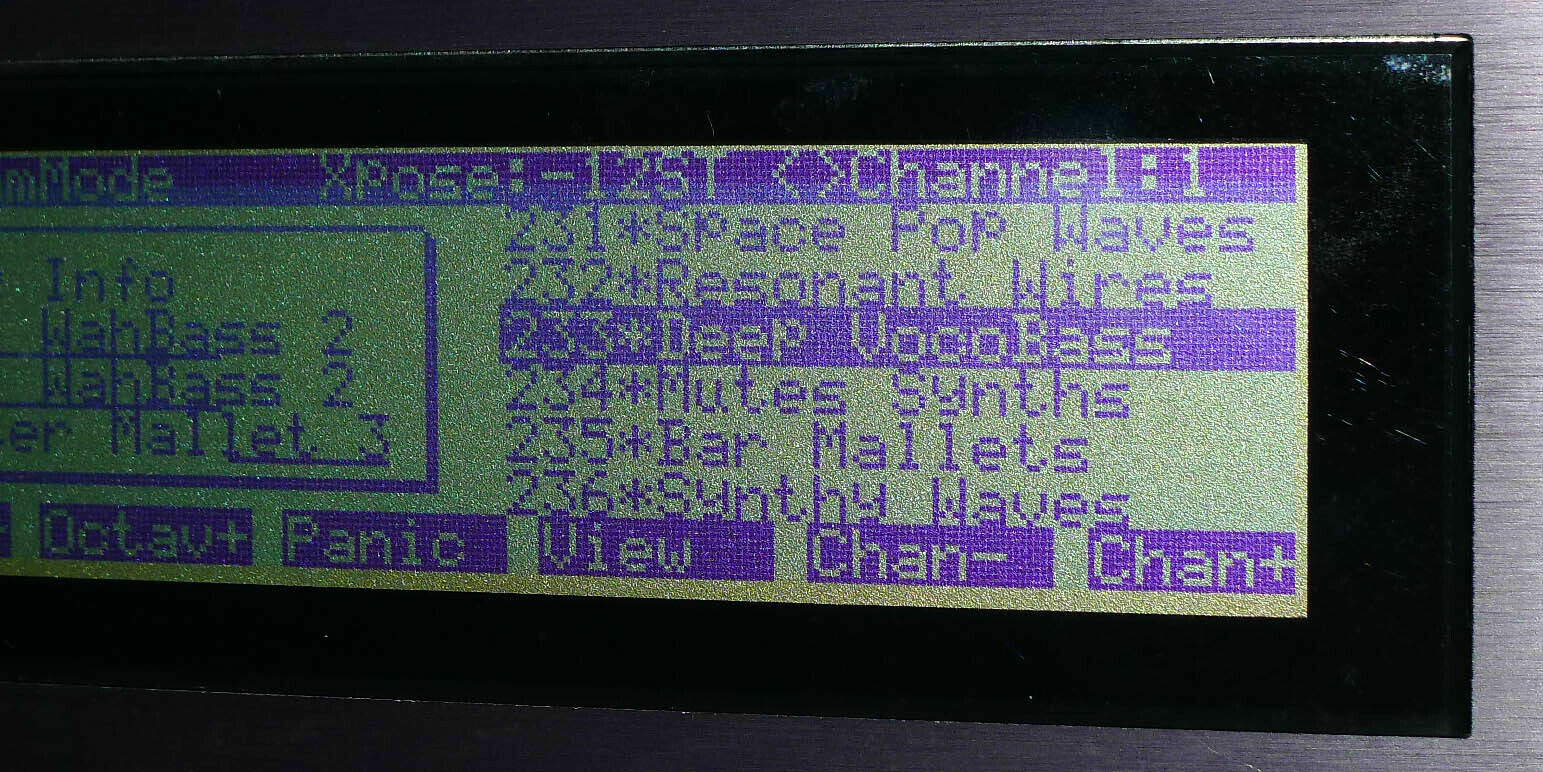 mMode Xpose:-12ST <>Channel:1
Info
WahBass 2
WahBass 2
er Mallet 3
231*Space Pop Waves
232*Resonant Wires
233*Deep VocoBass
234*Mutes Synths
235*Bar Mallets
236*Synthy Waves
Octav+ Panic View Chan- Chan+